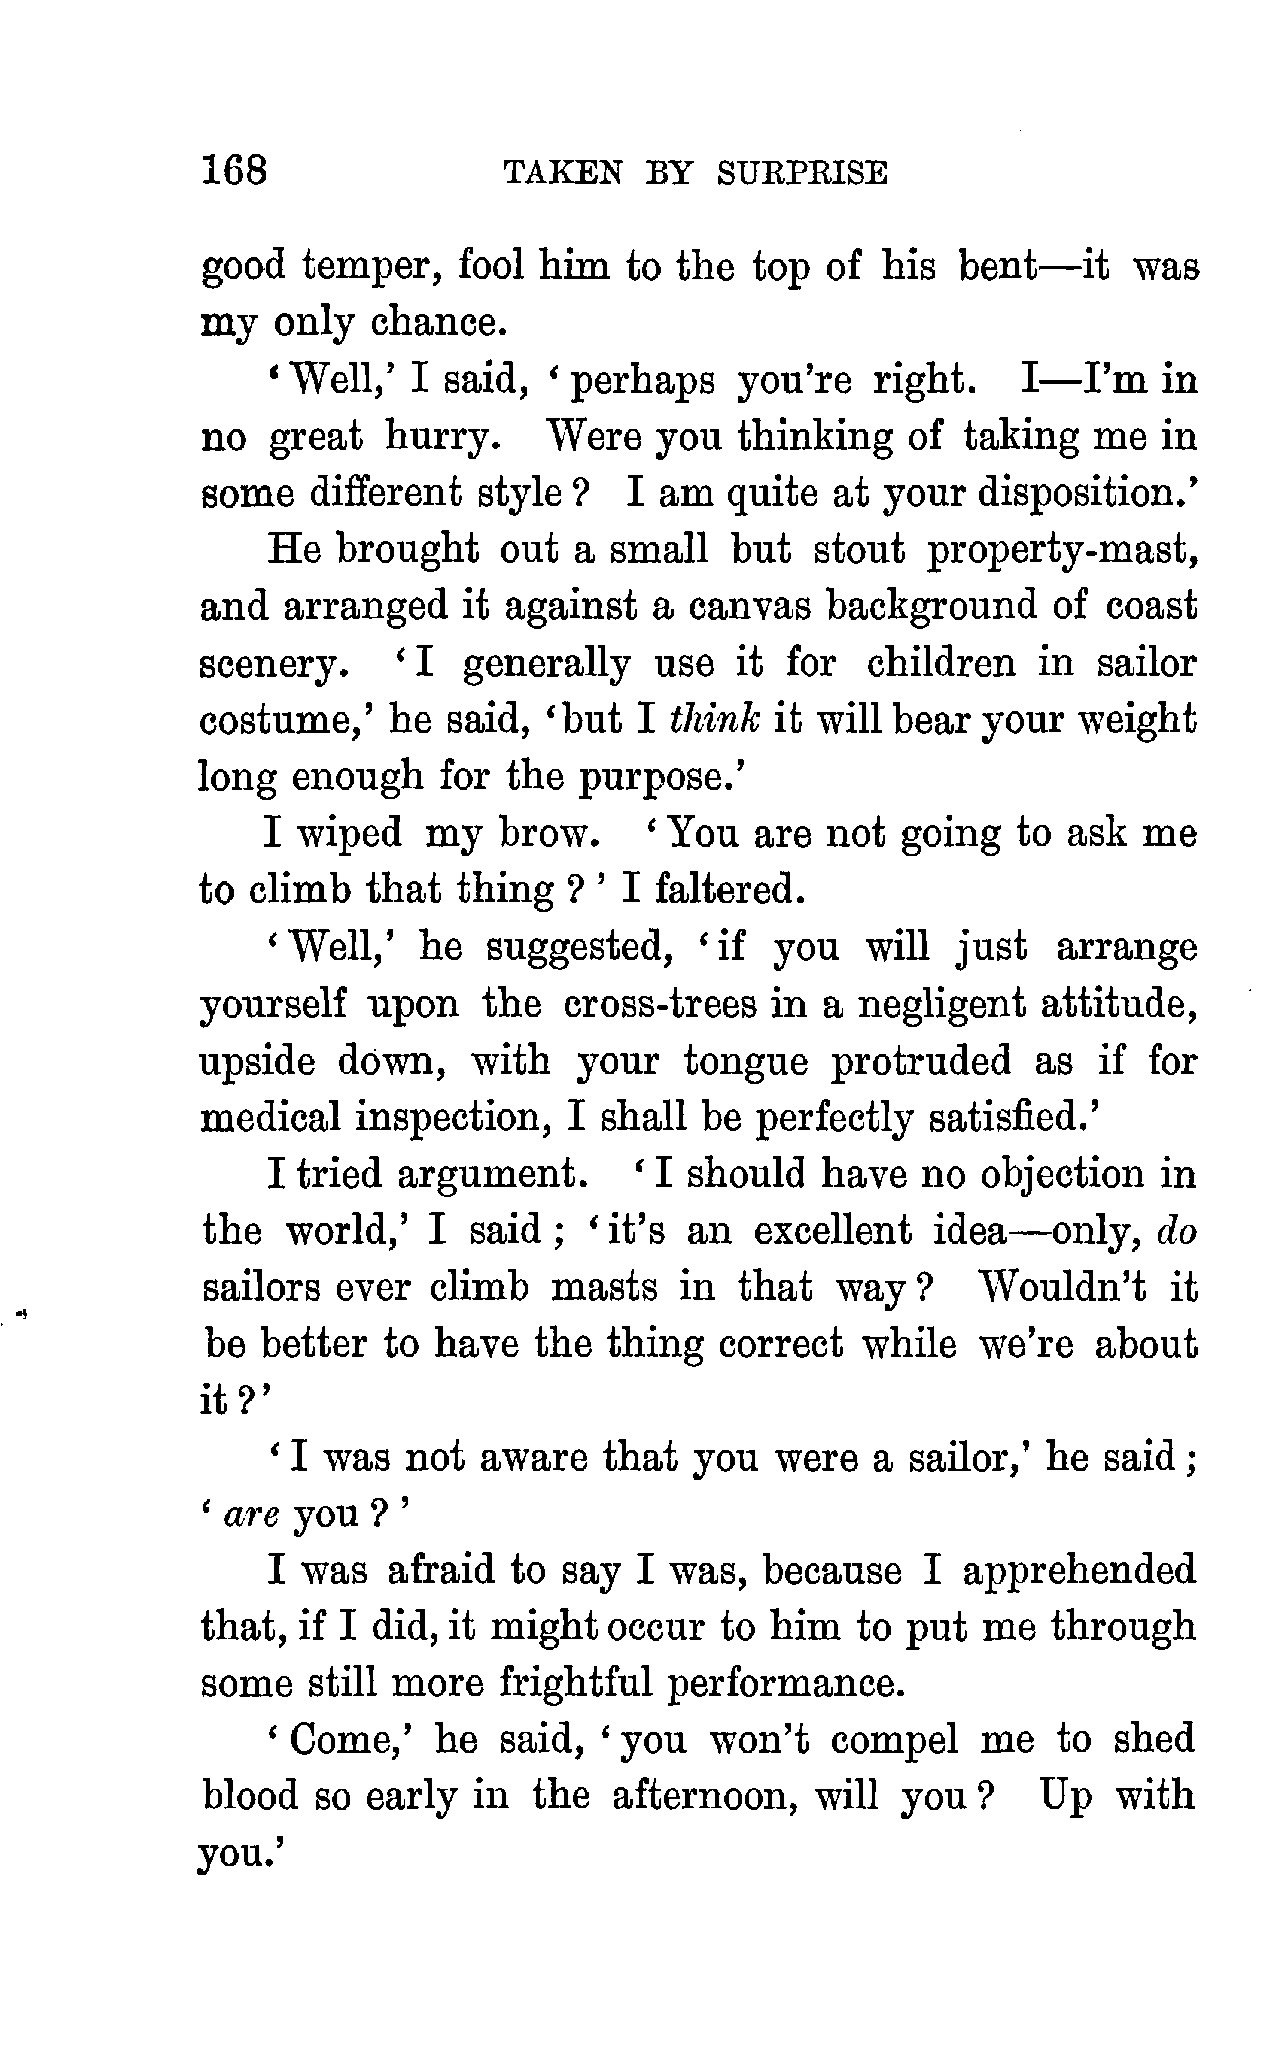 168 TAKEN BY SURPRISE
good temper, fool him to the top of his bent—it was
my only chance.
‘Well,’ I said, ‘perhaps you're right. I—I'm in
no great hurry. Were you thinking of taking me in
some different style? I am quite at your disposition.’
He brought out a small but stout property-mast,
and arranged it against a canvas background of coast
scenery. ‘I generally use it for children in sailor
costume,’ he said, ‘but I think it will bear your weight
long enough for the purpose.’
I wiped my brow. ‘You are not going to ask me
to climb that thing?’ I faltered.
‘Well,’ he suggested, ‘if you will just arrange
yourself upon the cross-trees in a negligent attitude,
upside down, with your tongue protruded as if for
medical inspection, I shall be perfectly satisfied.’
I tried argument. ‘I should have no objection in
the world,’ I said; ‘it's an excellent idea—only, do
sailors ever climb masts in that way? Wouldn't it
be better to have the thing correct while we're about
it?’
‘I was not aware that you were a sailor,’ he said;
‘are you?’
I was afraid to say I was, because I apprehended
that, if I did, it might occur to him to put me through
some still more frightful performance.
‘Come,’ he said, ‘you won't compel me to shed
blood so early in the afternoon, will you? Up with
you.’